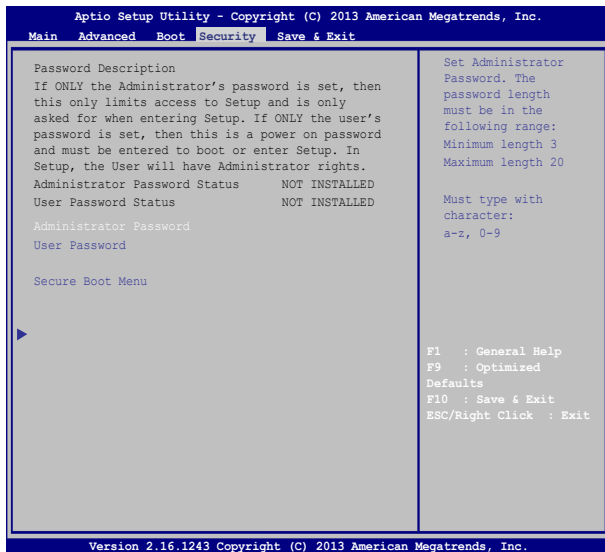 Aptio Setup Utility - Copyright (C) 2013 American Megatrends, Inc.
Main Advanced Boot Security Save & Exit
Password Description
If ONLY the Administrator's password is set, then
this only limits access to Setup and is only
asked for when entering Setup. If ONLY the user's
password is set, then this is a power on password
and must be entered to boot or enter Setup. In
Setup, the User will have Administrator rights.
Administrator Password Status NOT INSTALLED
User Password Status NOT INSTALLED
Administrator Password
User Password
Secure Boot Menu
Set Administrator
Password. The
password length
must be in the
following range:
Minimum length 3
Maximum length 20
Must type with
character:
a-z, 0-9
F1 : General Help
F9 : Optimized
Defaults
F10 : Save & Exit
ESC/Right Click : Exit
Version 2.16.1243 Copyright (C) 2013 American Megatrends, Inc.